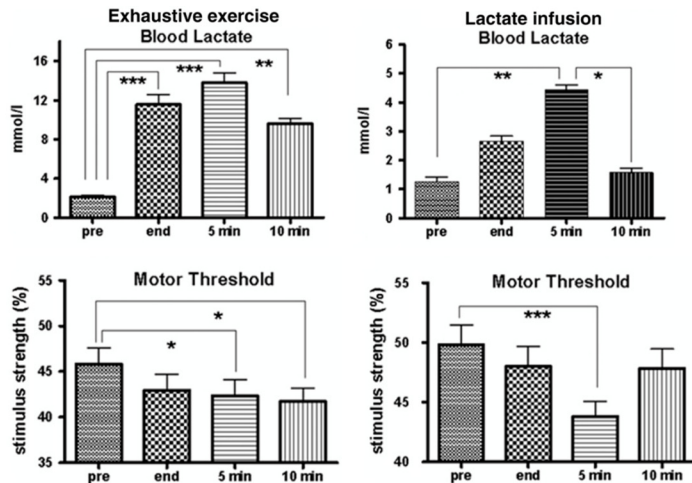 Exhaustive exercise
Blood Lactate
mmol/l
16
12
8
4
0
***
***
**
pre
end
5 min
10 min
Lactate infusion
Blood Lactate
mmol/l
6
5
4
3
2
1
0
**
*
pre
end
5 min
10 min
Motor Threshold
stimulus strength (%)
55
50
45
40
35
*
*
pre
end
5 min
10 min
Motor Threshold
stimulus strength (%)
55
50
45
40
***
pre
end
5 min
10 min